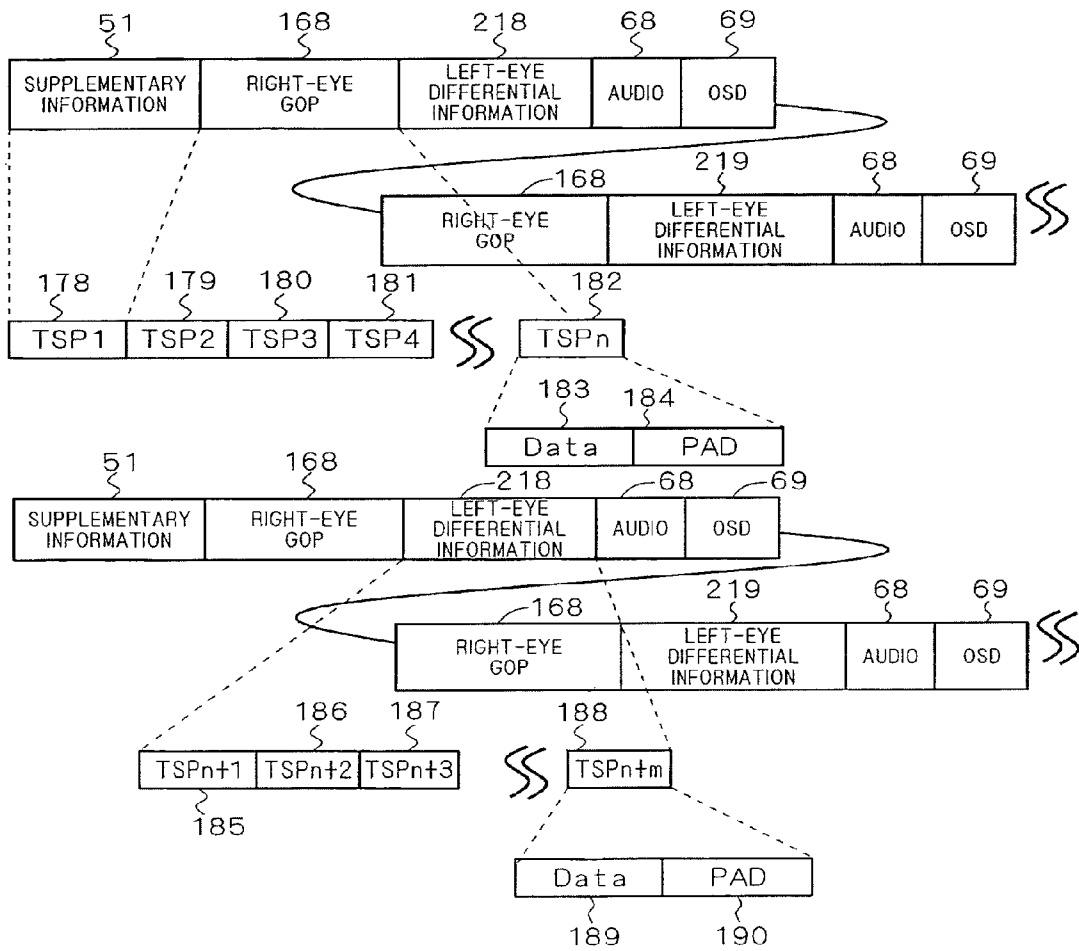 51 168 218 68 69
SUPPLEMENTARY INFORMATION RIGHT-EYE GOP LEFT-EYE DIFFERENTIAL INFORMATION AUDIO OSD
168 219 68 69
RIGHT-EYE GOP LEFT-EYE DIFFERENTIAL INFORMATION AUDIO OSD
178 179 180 181 182
TSP1 TSP2 TSP3 TSP4 TSPn
183 184
Data PAD
51 168 218 68 69
SUPPLEMENTARY INFORMATION RIGHT-EYE GOP LEFT-EYE DIFFERENTIAL INFORMATION AUDIO OSD
168 219 68 69
RIGHT-EYE GOP LEFT-EYE DIFFERENTIAL INFORMATION AUDIO OSD
186 187 188
TSPn+1 TSPn+2 TSPn+3 TSPn+m
185
Data PAD
189 190